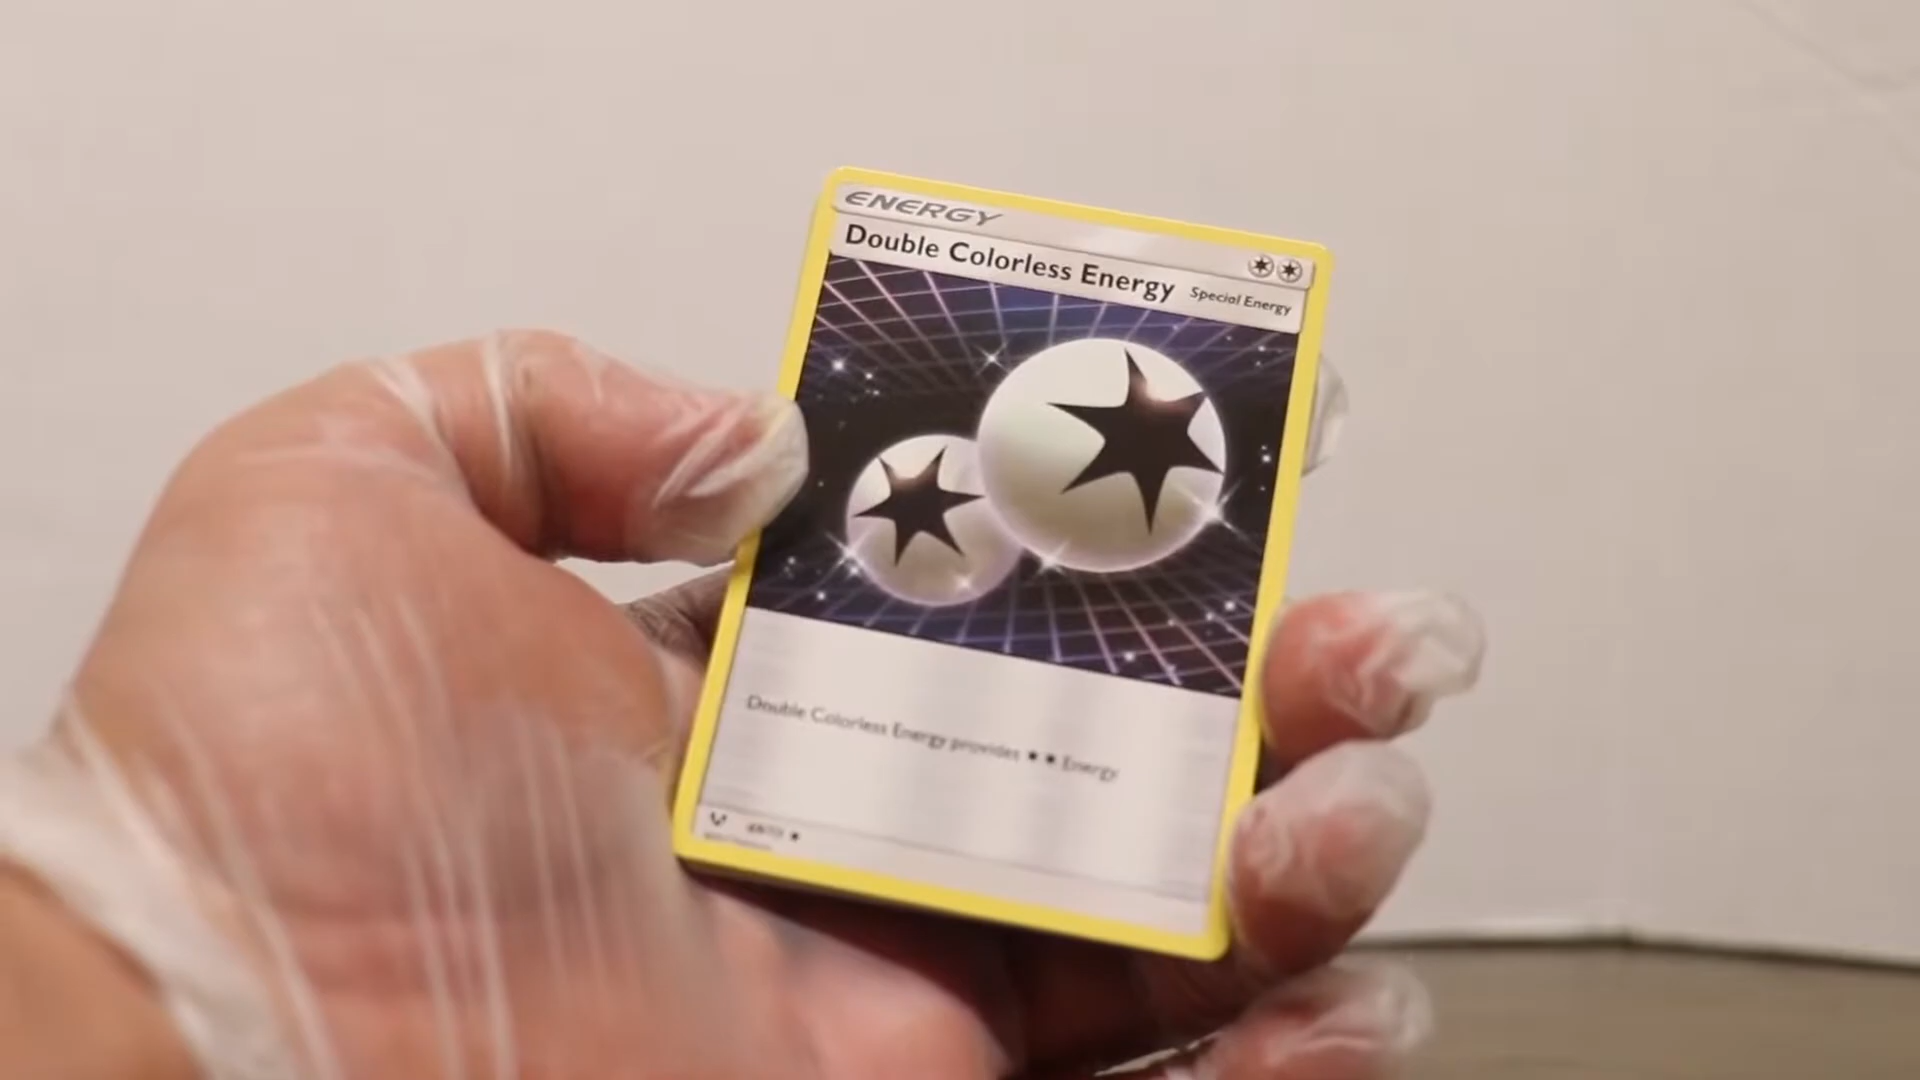 ENERGY
Double Colorless Energy
Special Energy
Double Colorless Energy provides Energy.